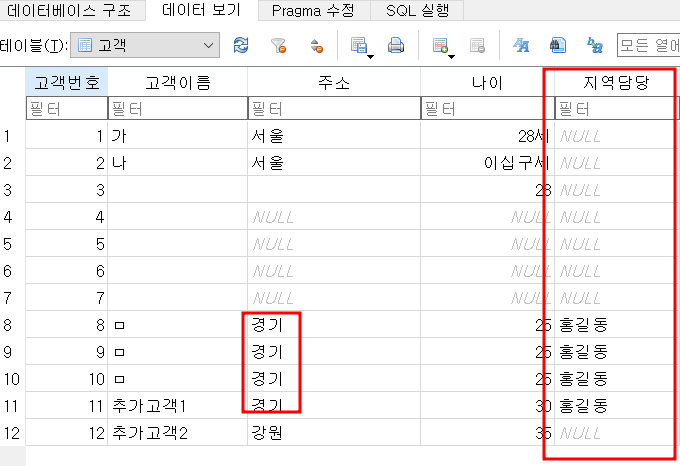 데이터베이스 구조 데이터 보기 Pragma 수정 SQL 실행
테이블(T): 고객 모든 열에
고객번호 고객이름 주소 나이 지역담당
필터 필터 필터 필터 필터
1 1 가 서울 28세 NULL
2 2 나 서울 이십구세 NULL
3 3 28 NULL
4 4 NULL NULL NULL
5 5 NULL NULL NULL
6 6 NULL NULL NULL
7 7 NULL NULL NULL
8 8 ㅁ 경기 25 홍길동
9 9 ㅁ 경기 25 홍길동
10 10 ㅁ 경기 25 홍길동
11 11 추가고객1 경기 30 홍길동
12 12 추가고객2 강원 35 NULL